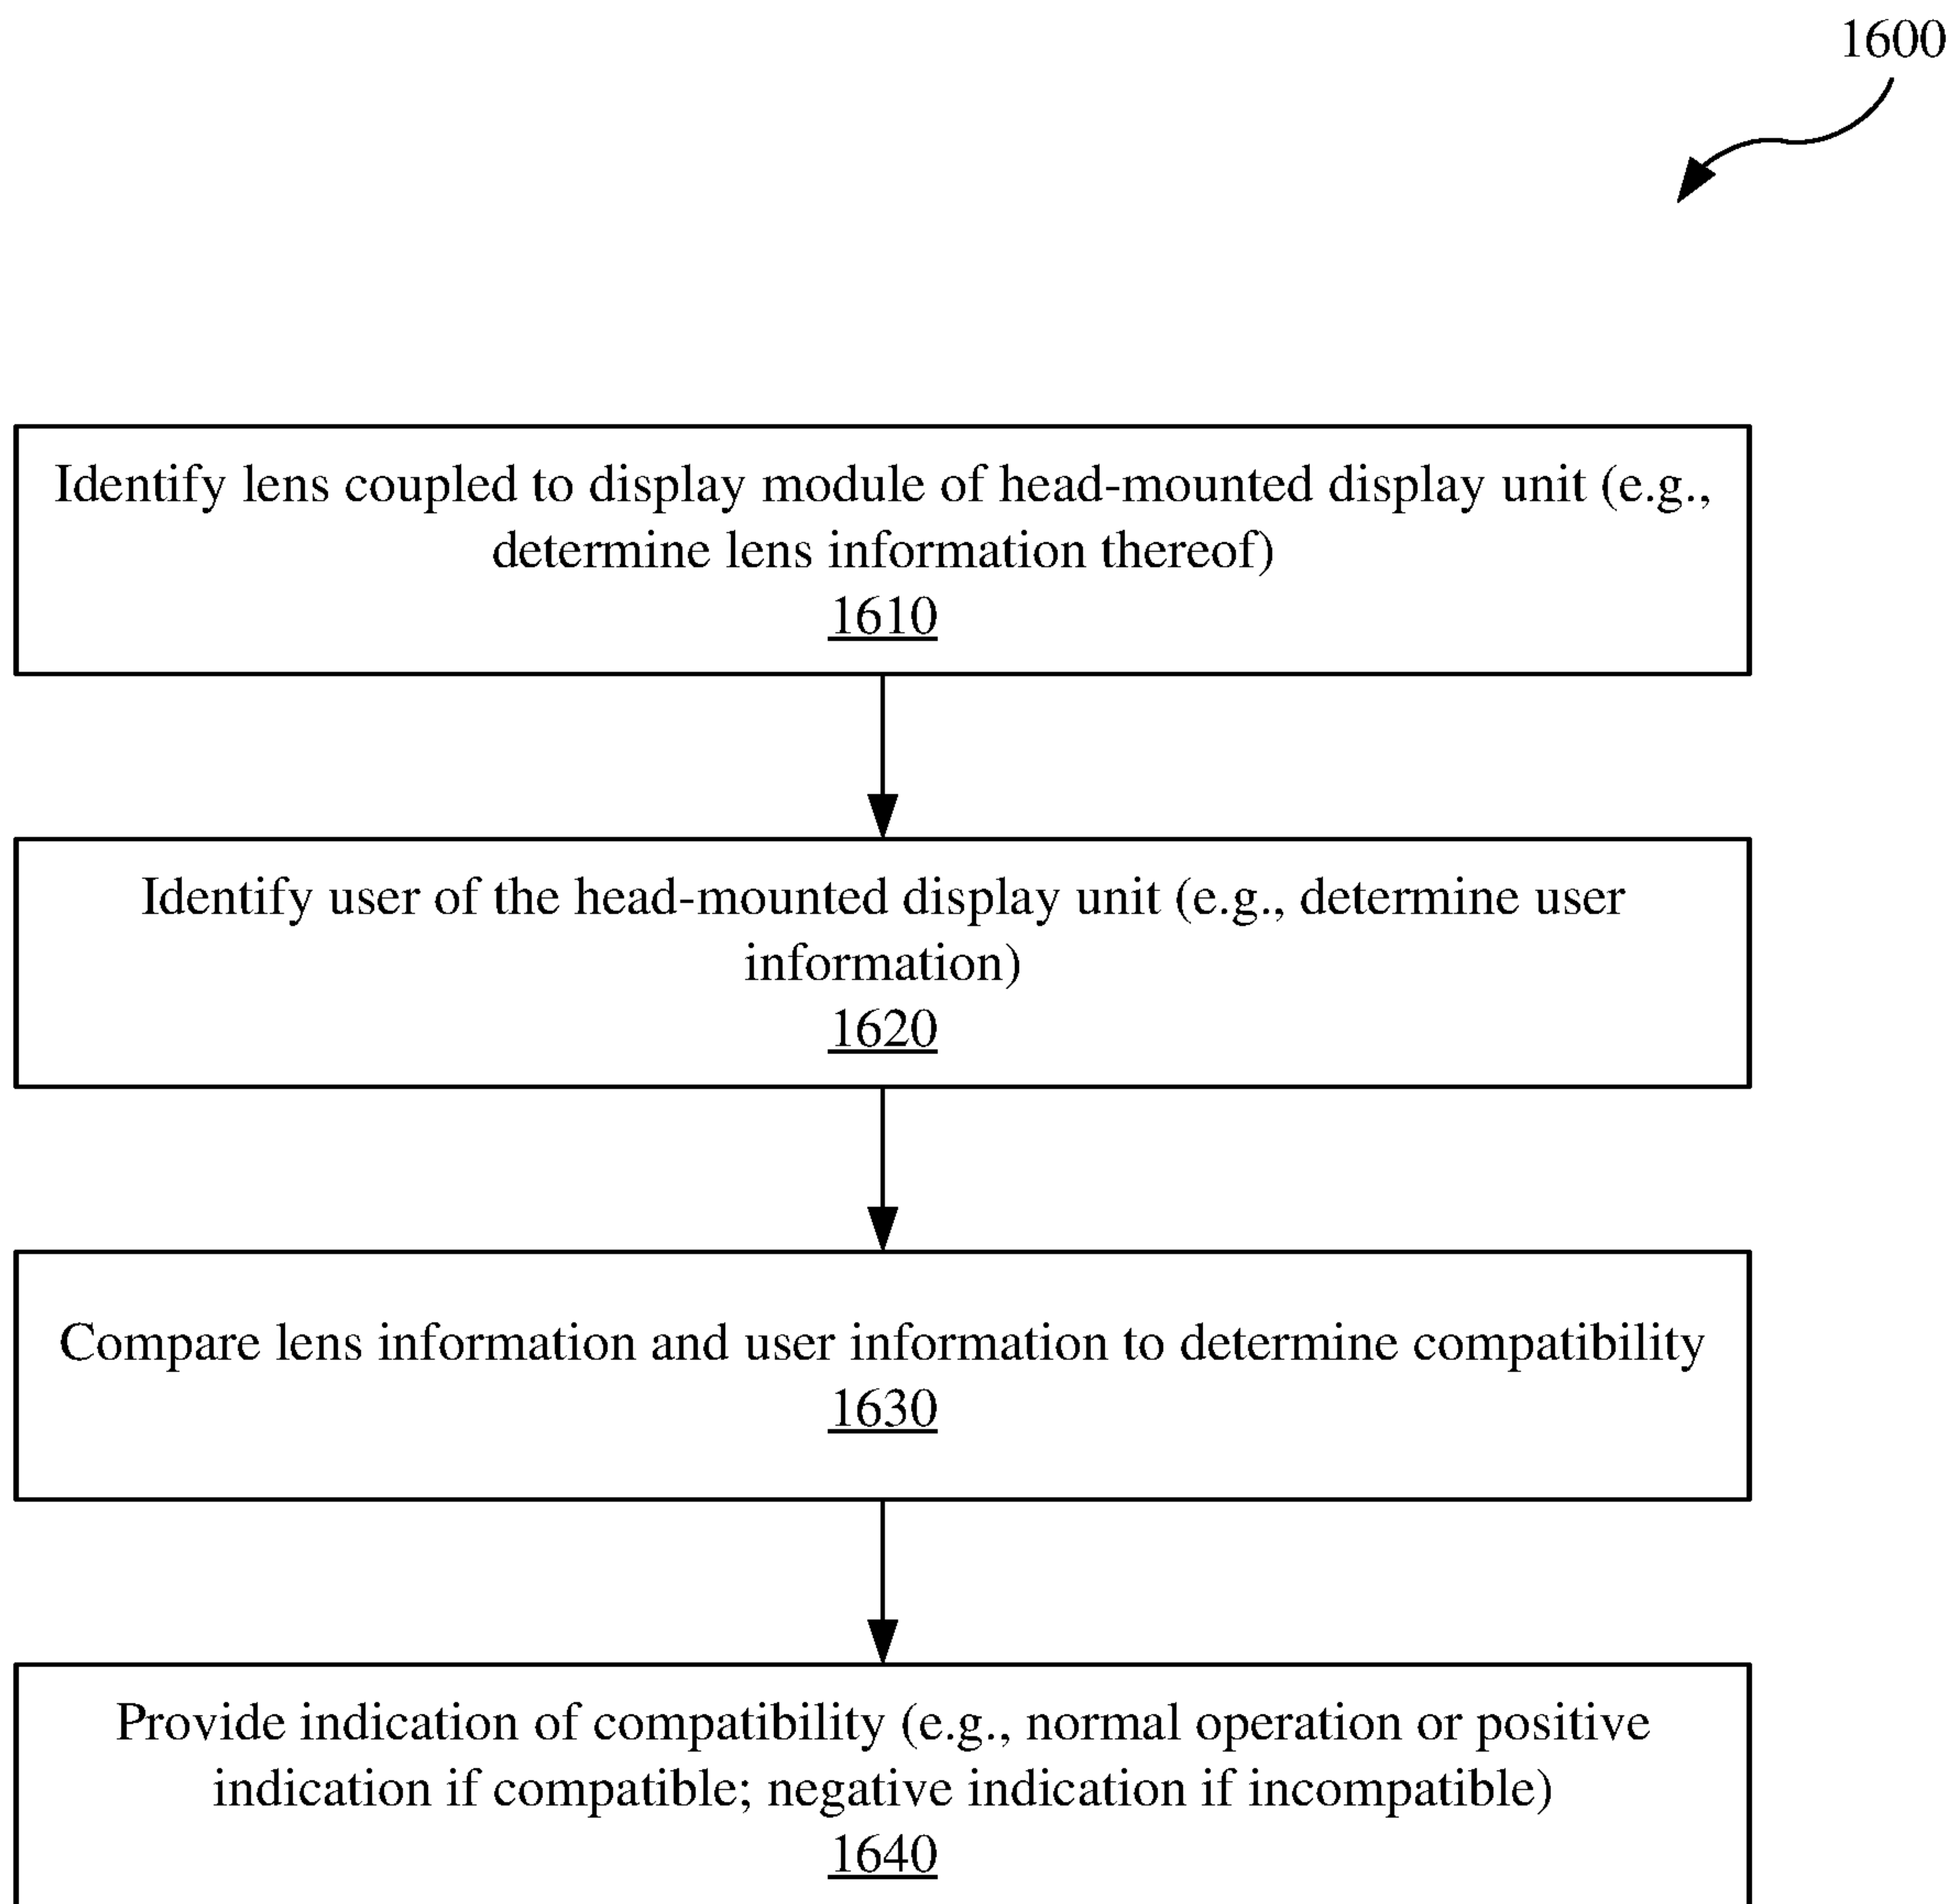 1600
Identify lens coupled to display module of head-mounted display unit (e.g.,
determine lens information thereof)
1610
Identify user of the head-mounted display unit (e.g., determine user
information)
1620
Compare lens information and user information to determine compatibility
1630
Provide indication of compatibility (e.g., normal operation or positive
indication if compatible; negative indication if incompatible)
1640